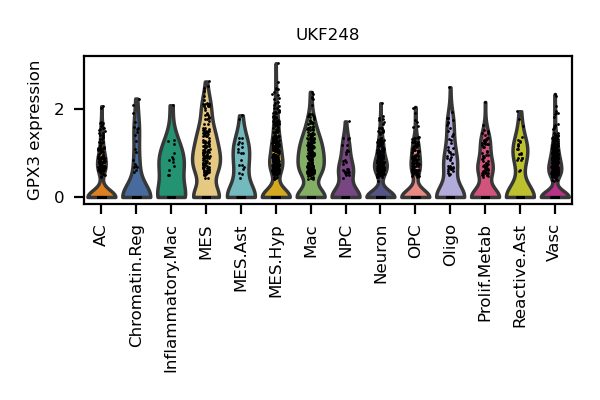 UKF248
GPX3 expression
2
0
AC
Chromatin.Reg
Inflammatory.Mac
MES
MES.Ast
MES.Hyp
Mac
NPC
Neuron
OPC
Oligo
Prolif.Metab
Reactive.Ast
Vasc